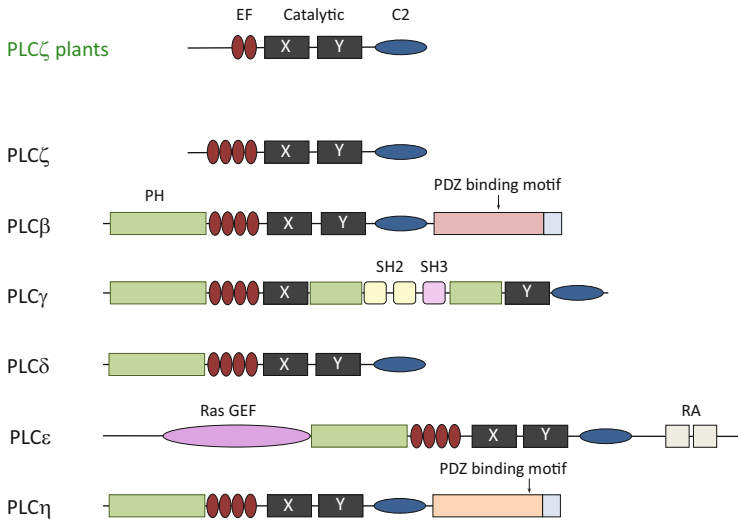 EF Catalytic C2
PLCζ plants X Y
PLCζ X Y
PH PDZ binding motif
PLCβ X Y
SH2 SH3
PLCγ X Y
PLCδ X Y
Ras GEF RA
PLCε X Y
PDZ binding motif
PLCη X Y